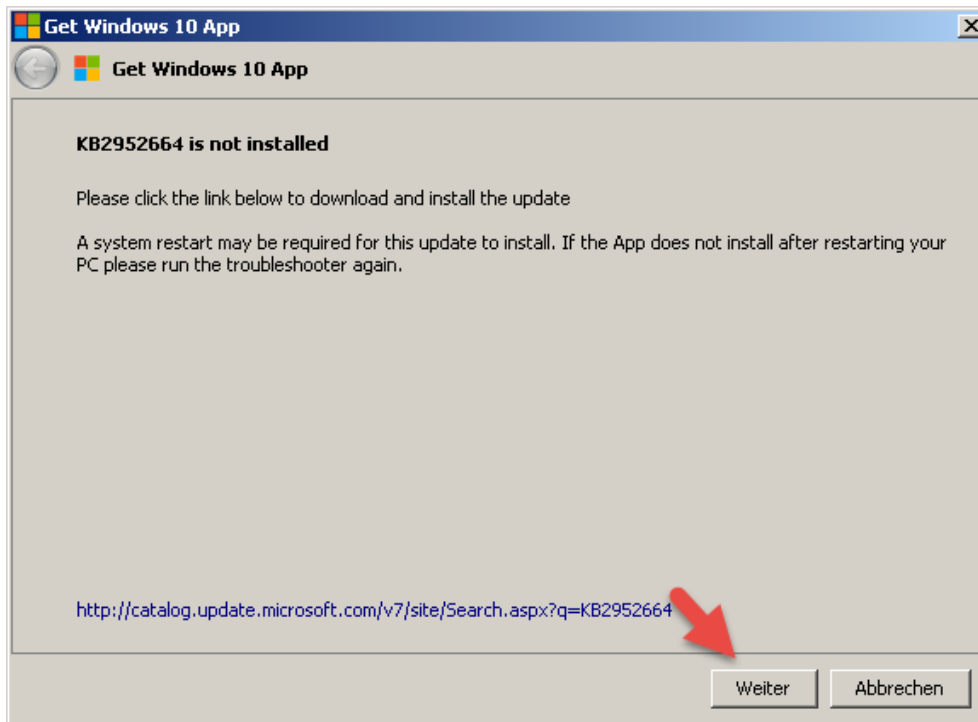 Get Windows 10 App
Get Windows 10 App
KB2952664 is not installed
Please click the link below to download and install the update
A system restart may be required for this update to install. If the App does not install after restarting your
PC please run the troubleshooter again.
http://catalog.update.microsoft.com/v7/site/Search.aspx?q=KB2952664
Weiter Abbrechen